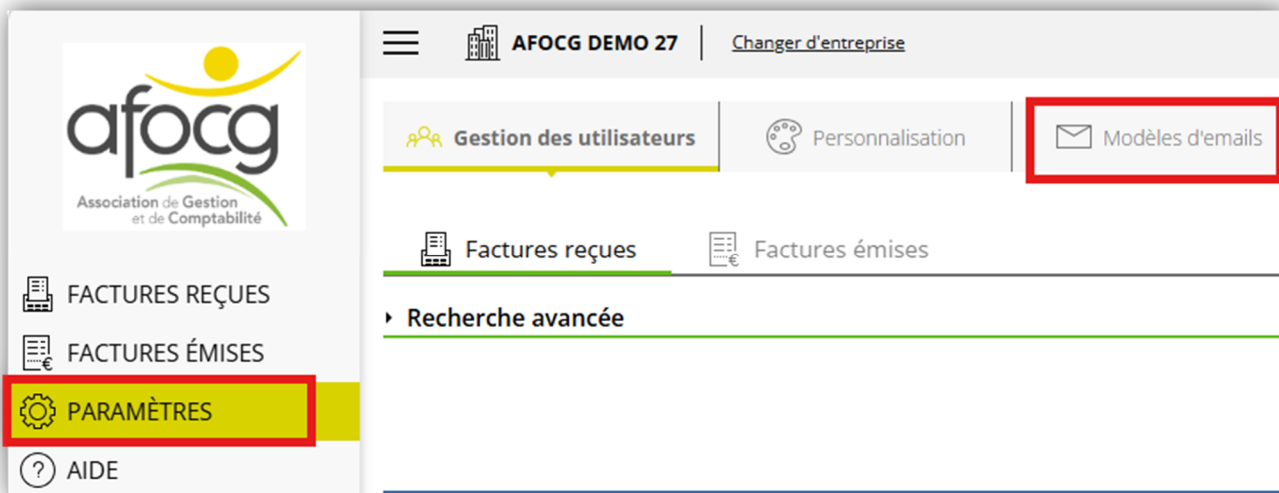 afocg
Association de Gestion
et de Comptabilité
FACTURES REÇUES
FACTURES ÉMISES
PARAMÈTRES
? AIDE
AFOCG DEMO 27
Changer d'entreprise
Gestion des utilisateurs
Personnalisation
Modèles d'emails
Factures reçues
Factures émises
Recherche avancée